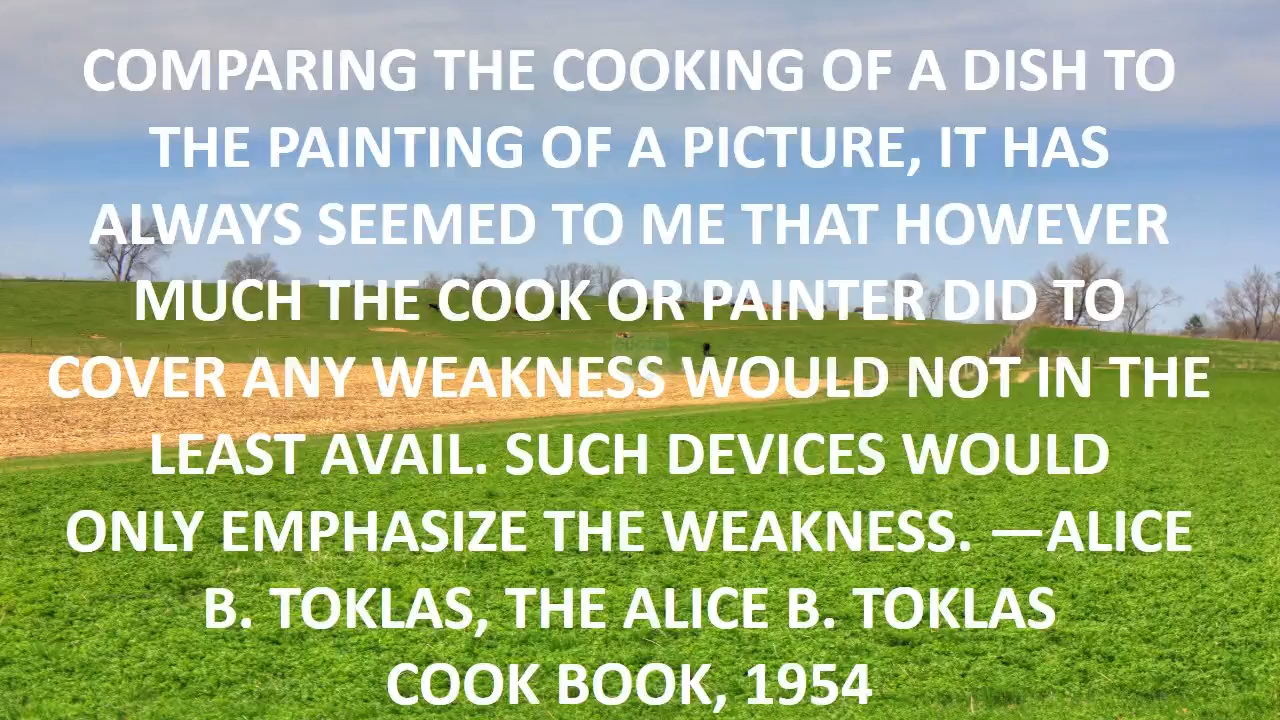 COMPARING THE COOKING OF A DISH TO
THE PAINTING OF A PICTURE, IT HAS
ALWAYS SEEMED TO ME THAT HOWEVER
MUCH THE COOK OR PAINTER DID TO
COVER ANY WEAKNESS WOULD NOT IN THE
LEAST AVAIL. SUCH DEVICES WOULD
ONLY EMPHASIZE THE WEAKNESS. —ALICE
B. TOKLAS, THE ALICE B. TOKLAS
COOK BOOK, 1954